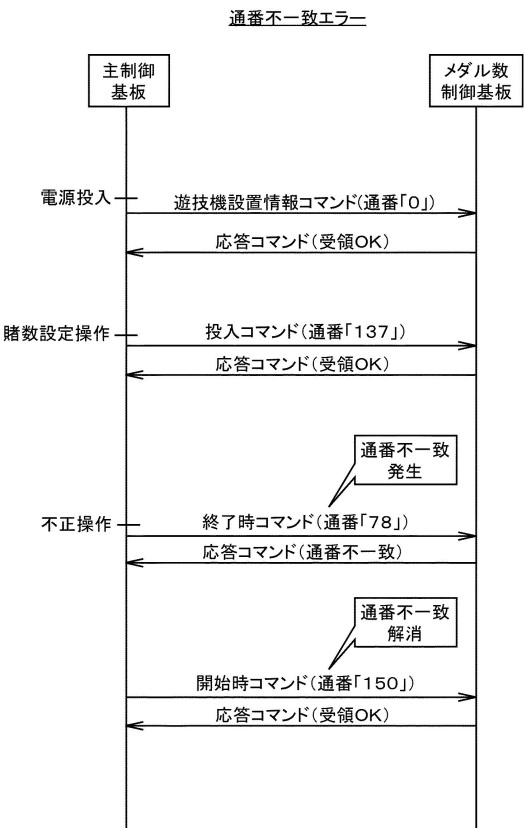 通番不一致エラー
主制御
基板
メダル数
制御基板
電源投入
遊技機設置情報コマンド(通番「0」)
応答コマンド(受領OK)
賭数設定操作
投入コマンド(通番「137」)
応答コマンド(受領OK)
通番不一致
発生
不正操作
終了時コマンド(通番「78」)
応答コマンド(通番不一致)
通番不一致
解消
開始時コマンド(通番「150」)
応答コマンド(受領OK)